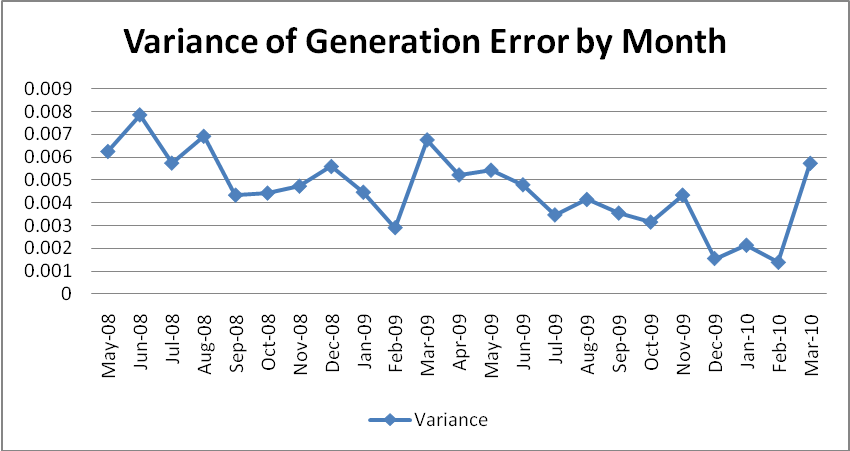 Variance of Generation Error by Month
0.009
0.008
0.007
0.006
0.005
0.004
0.003
0.002
0.001
0
May-08
Jun-08
Jul-08
Aug-08
Sep-08
Oct-08
Nov-08
Dec-08
Jan-09
Feb-09
Mar-09
Apr-09
May-09
Jun-09
Jul-09
Aug-09
Sep-09
Oct-09
Nov-09
Dec-09
Jan-10
Feb-10
Mar-10
Variance